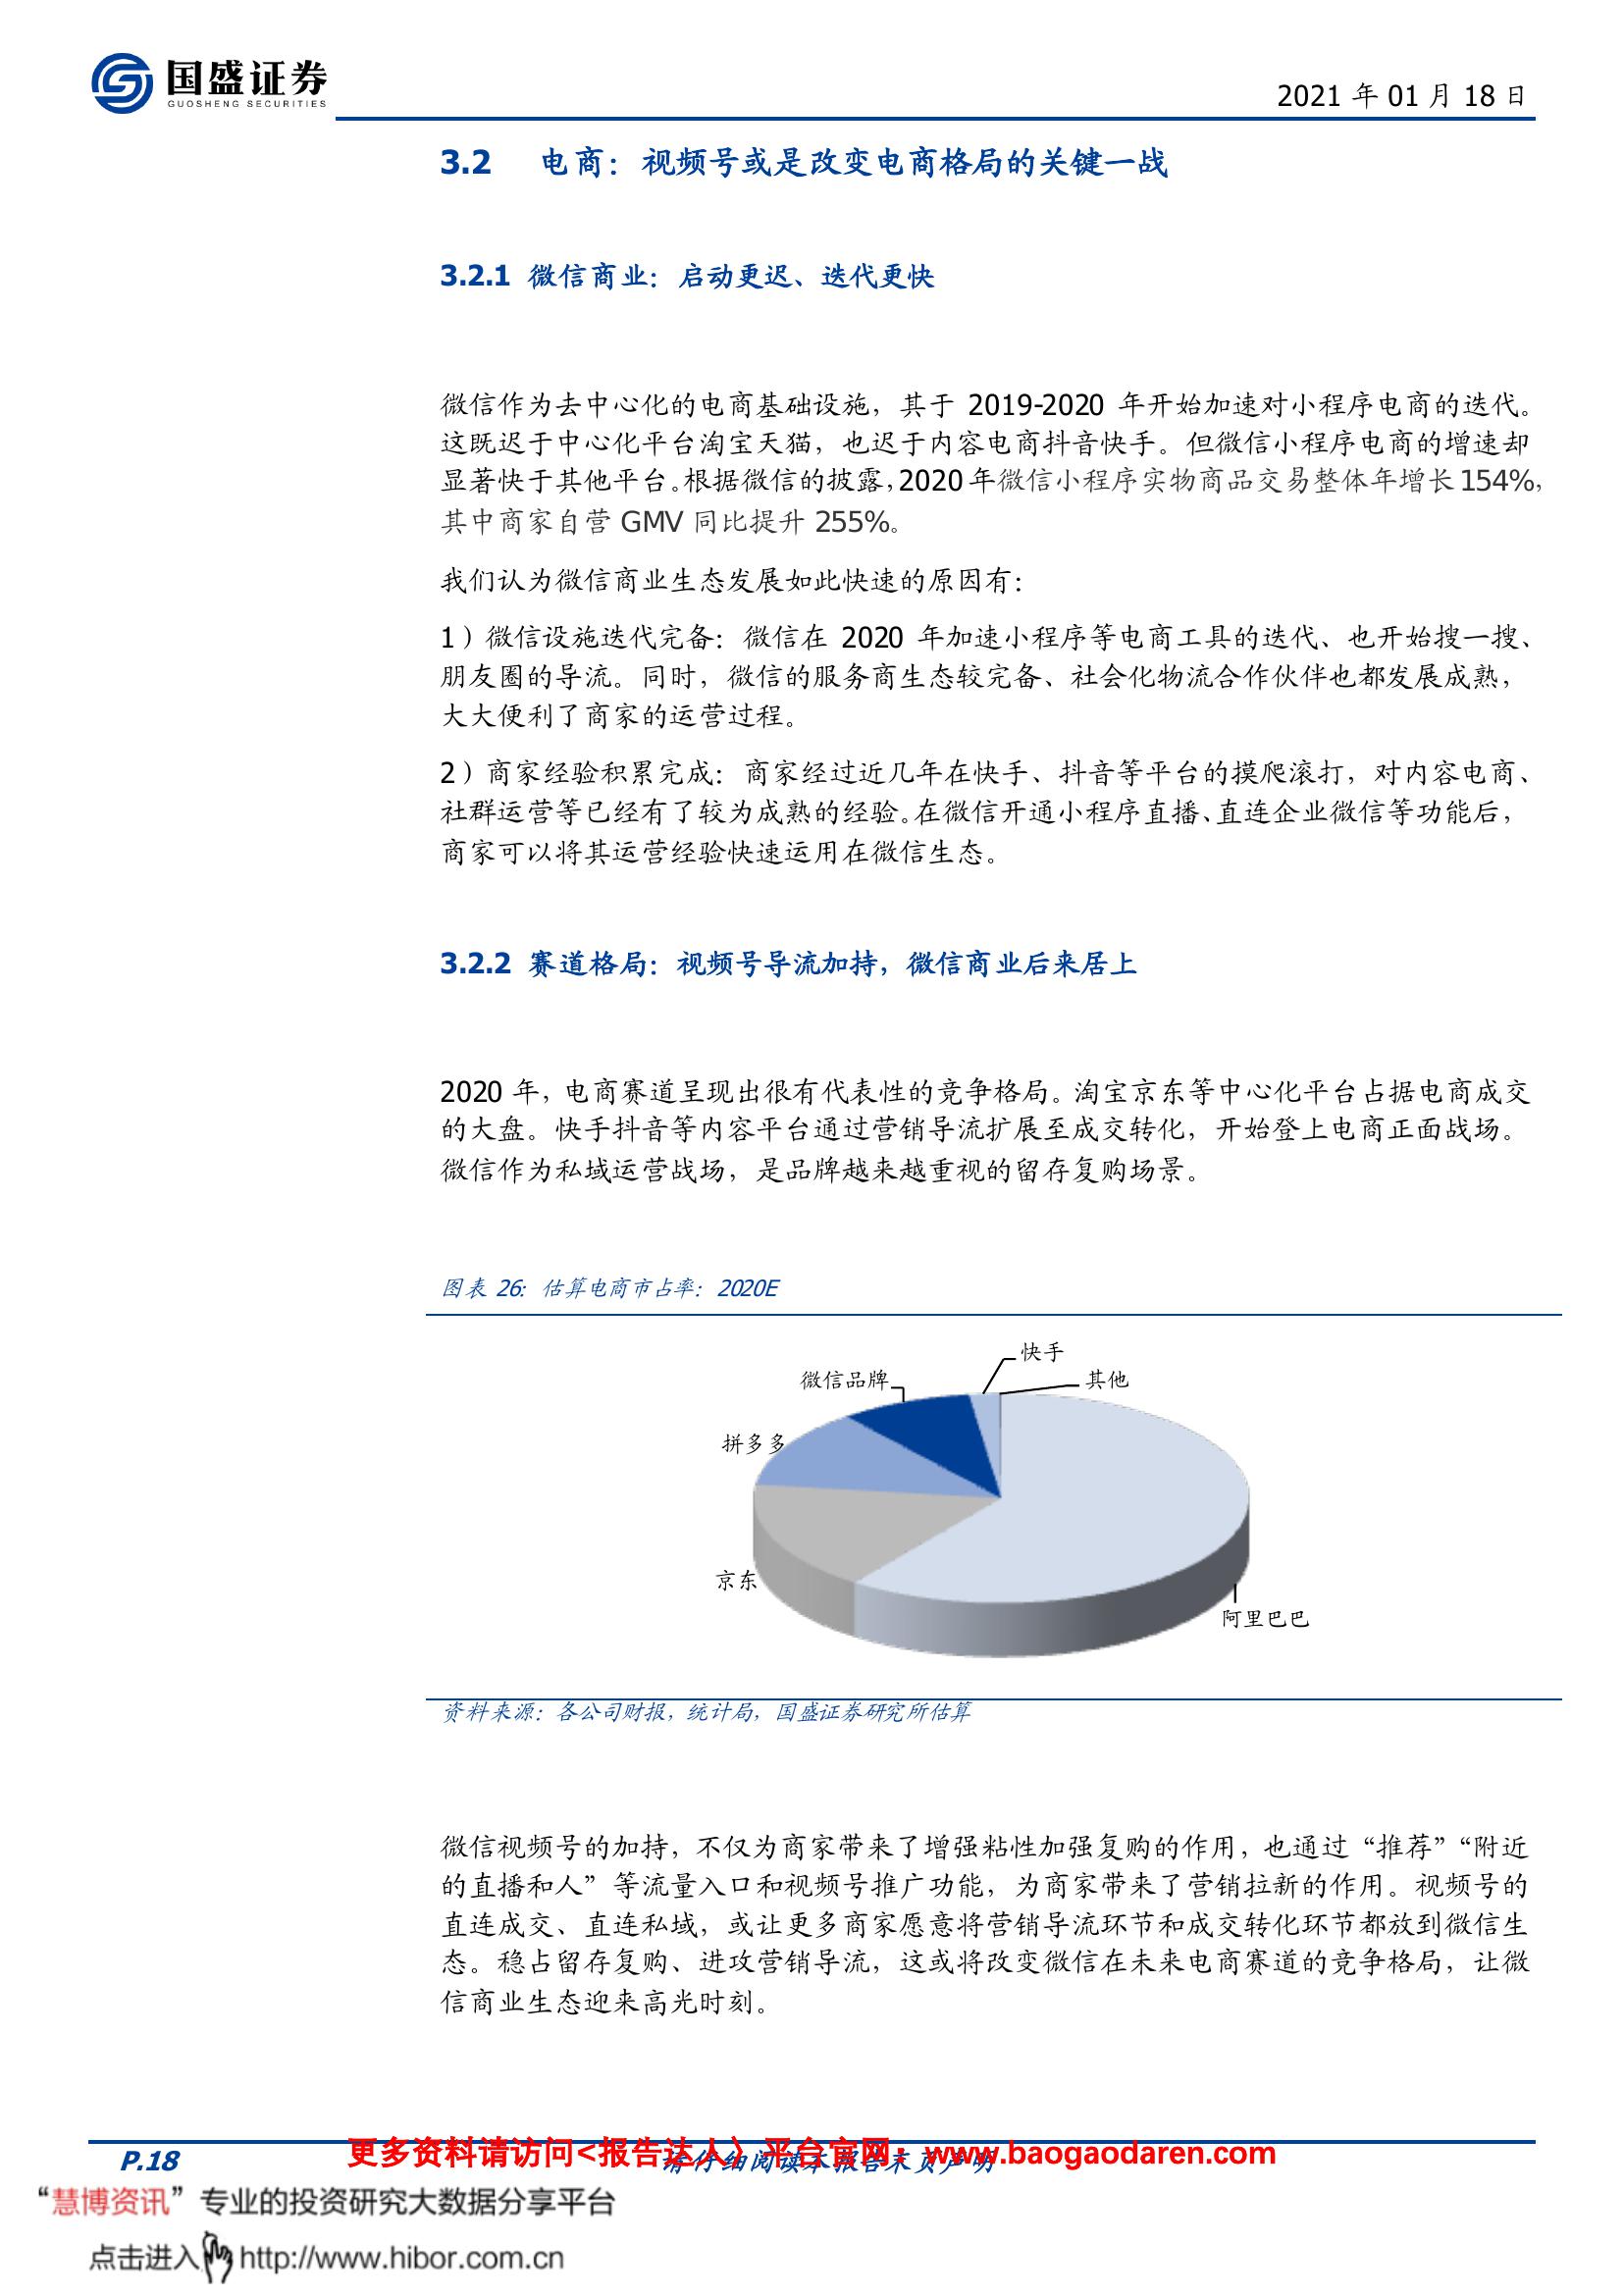 国盛证券
GUOSHENG SECURITIES
2021 年 01 月 18 日
3.2 电商：视频号或是改变电商格局的关键一战
3.2.1 微信商业：启动更迟、迭代更快
微信作为去中心化的电商基础设施，其于 2019-2020 年开始加速对小程序电商的迭代。
这既迟于中心化平台淘宝天猫，也迟于内容电商抖音快手。但微信小程序电商的增速却
显著快于其他平台。根据微信的披露，2020 年微信小程序实物商品交易整体年增长 154%，
其中商家自营 GMV 同比提升 255%。
我们认为微信商业生态发展如此快速的原因有：
1）微信设施迭代完备：微信在 2020 年加速小程序等电商工具的迭代、也开始搜一搜、
朋友圈的导流。同时，微信的服务商生态较完备、社会化物流合作伙伴也都发展成熟，
大大便利了商家的运营过程。
2）商家经验积累完成：商家经过近几年在快手、抖音等平台的摸爬滚打，对内容电商、
社群运营等已经有了较为成熟的经验。在微信开通小程序直播、直连企业微信等功能后，
商家可以将其运营经验快速运用在微信生态。
3.2.2 赛道格局：视频号导流加持，微信商业后来居上
2020 年，电商赛道呈现出很有代表性的竞争格局。淘宝京东等中心化平台占据电商成交
的大盘。快手抖音等内容平台通过营销导流扩展至成交转化，开始登上电商正面战场。
微信作为私域运营战场，是品牌越来越重视的留存复购场景。
图表 26：估算电商市占率：2020E
快手
微信品牌
其他
拼多多
京东
阿里巴巴
资料来源：各公司财报，统计局，国盛证券研究所估算
微信视频号的加持，不仅为商家带来了增强粘性加强复购的作用，也通过“推荐”“附近
的直播和人”等流量入口和视频号推广功能，为商家带来了营销拉新的作用。视频号的
直连成交、直连私域，或让更多商家愿意将营销导流环节和成交转化环节都放到微信生
态。稳占留存复购、进攻营销导流，这或将改变微信在未来电商赛道的竞争格局，让微
信商业生态迎来高光时刻。
P.18
请仔细阅读本报告末页声明
更多资料请访问<报告达人》平台官网：www.baogaodaren.com
“慧博资讯”专业的投资研究大数据分享平台
点击进入http://www.hibor.com.cn